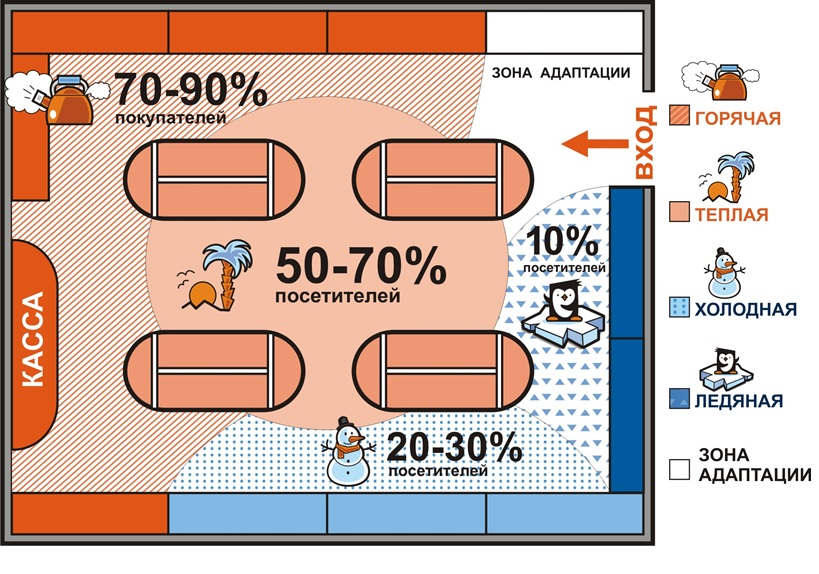 ЗОНА АДАПТАЦИИ
70-90%
покупателей
ВХОД
10%
посетителей
50-70%
посетителей
КАССА
20-30%
посетителей
ГОРЯЧАЯ
ТЕПЛАЯ
ХОЛОДНАЯ
ЛЕДЯНАЯ
ЗОНА
АДАПТАЦИИ